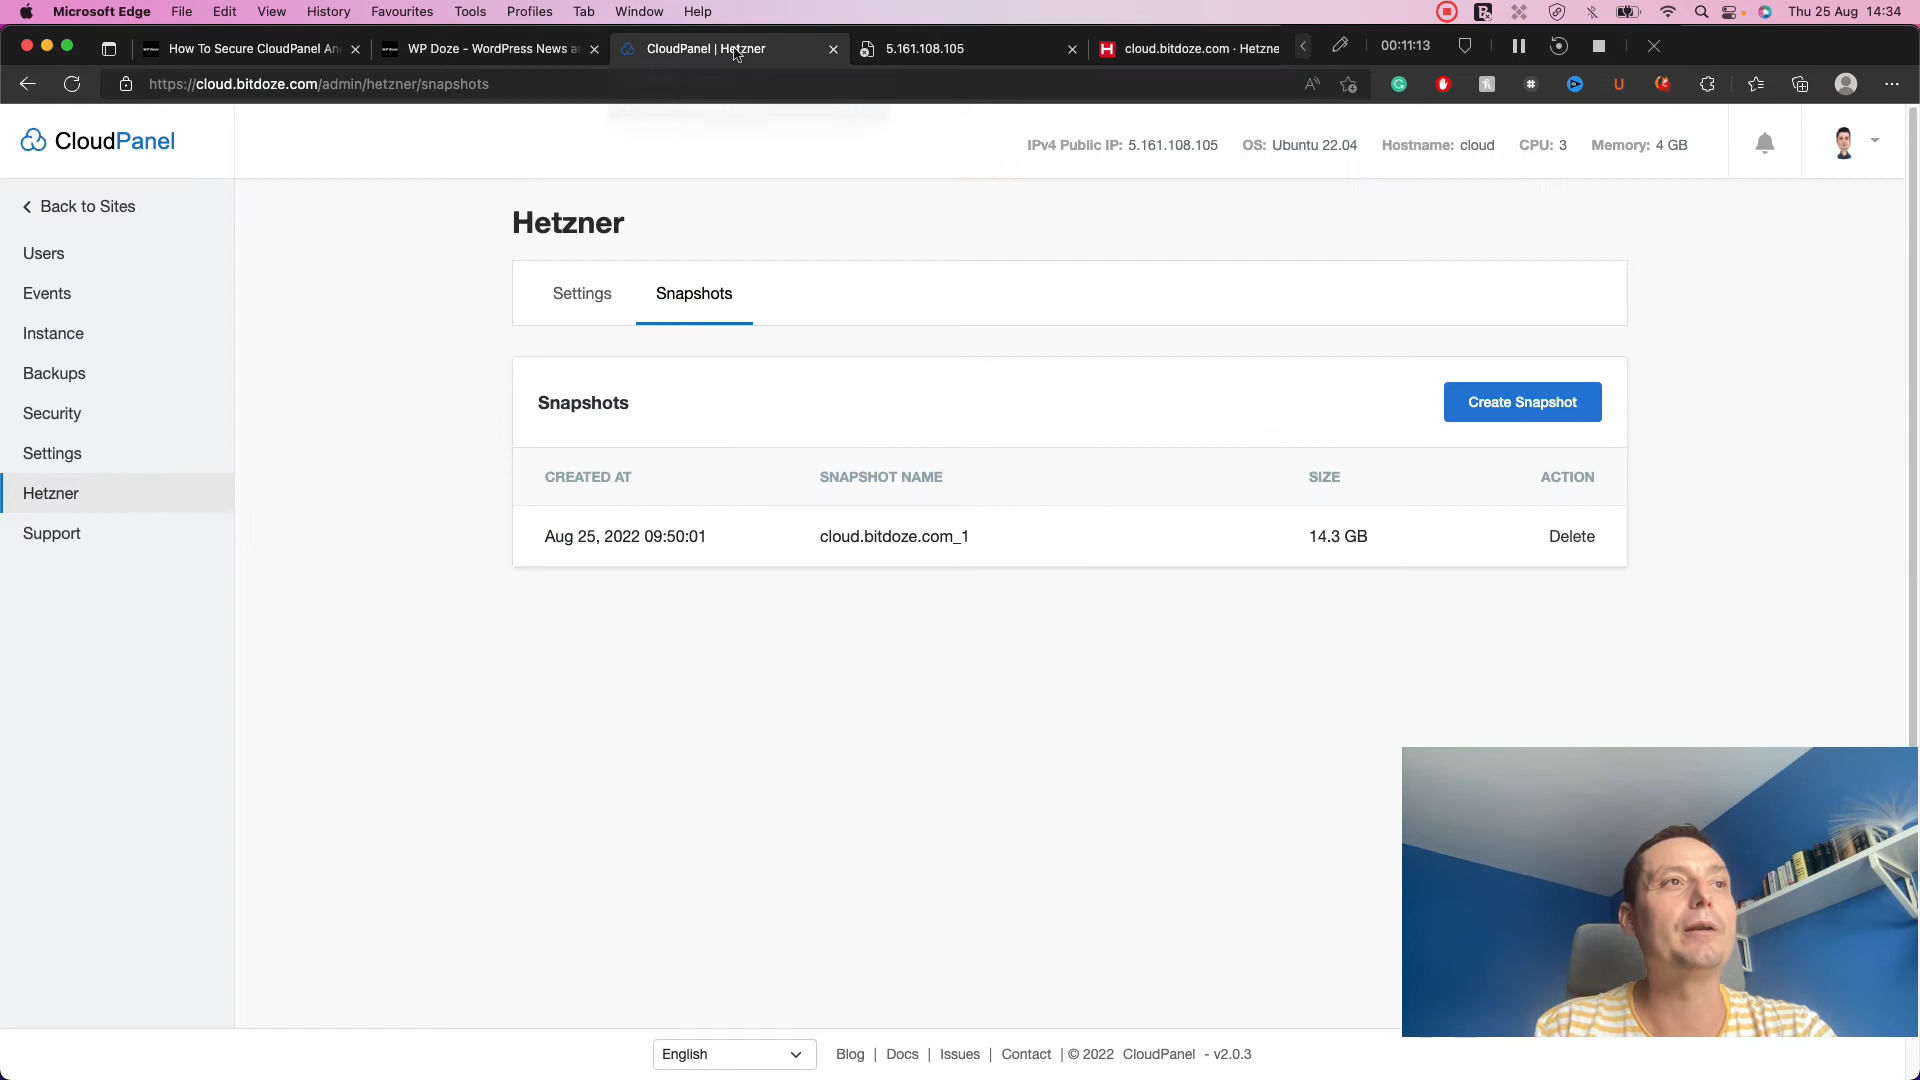 Microsoft Edge File Edit View History Favourites Tools Profiles Tab Window Help Thu 25 Aug 14:34
How To Secure CloudPanel An
WP Doze - WordPress News a
CloudPanel | Hetzner
5.161.108.105
cloud.bitdoze.com · Hetzne
00:11:13
https://cloud.bitdoze.com/admin/hetzner/snapshots
CloudPanel
IPv4 Public IP: 5.161.108.105 OS: Ubuntu 22.04 Hostname: cloud CPU: 3 Memory: 4 GB
Back to Sites
Users
Events
Instance
Backups
Security
Settings
Hetzner
Support
Hetzner
Settings Snapshots
Snapshots
Create Snapshot
CREATED AT SNAPSHOT NAME SIZE ACTION
Aug 25, 2022 09:50:01 cloud.bitdoze.com_1 14.3 GB Delete
English Blog | Docs | Issues | Contact | © 2022 CloudPanel - v2.0.3